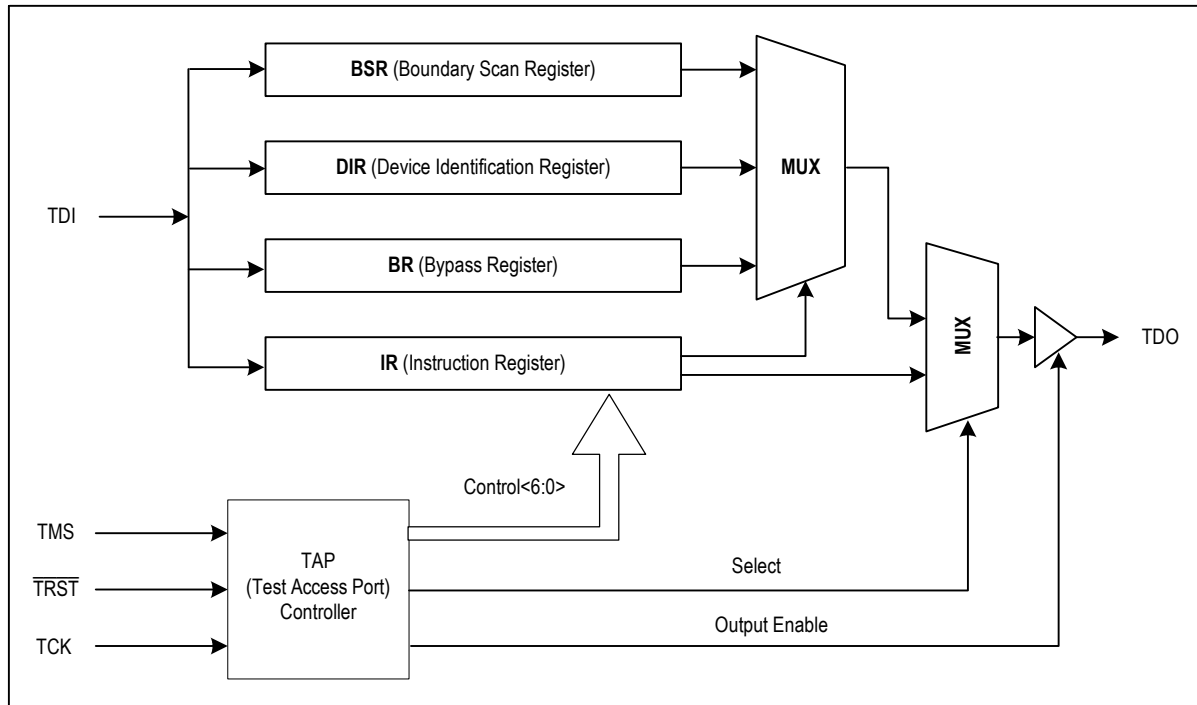 BSR (Boundary Scan Register)
DIR (Device Identification Register)
MUX
TDI
BR (Bypass Register)
MUX
TDO
IR (Instruction Register)
Control<6:0>
TMS
TAP
(Test Access Port)
Controller
Select
TRST
Output Enable
TCK